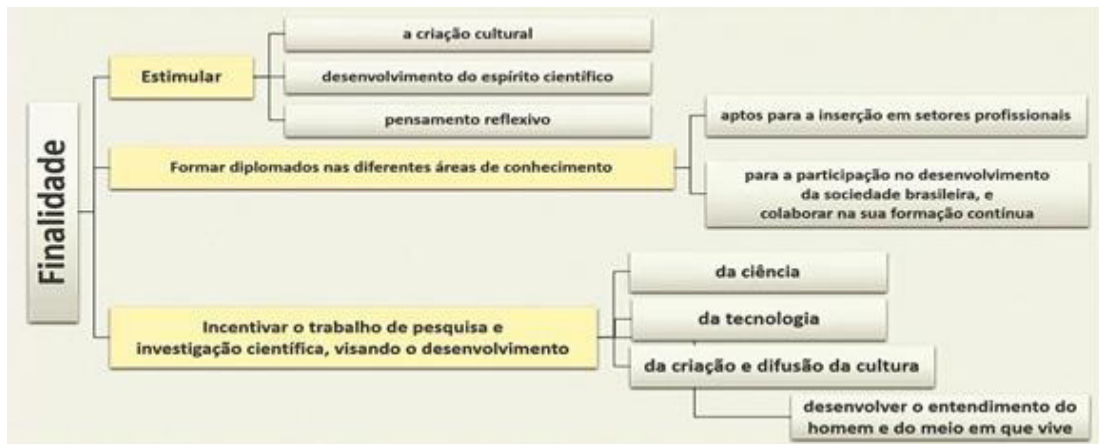 Finalidade
Estimular
a criação cultural
desenvolvimento do espírito científico
pensamento reflexivo
Formar diplomados nas diferentes áreas de conhecimento
aptos para a inserção em setores profissionais
para a participação no desenvolvimento
da sociedade brasileira, e
colaborar na sua formação contínua
Incentivar o trabalho de pesquisa e
investigação científica, visando o desenvolvimento
da ciência
da tecnologia
da criação e difusão da cultura
desenvolver o entendimento do
homem e do meio em que vive